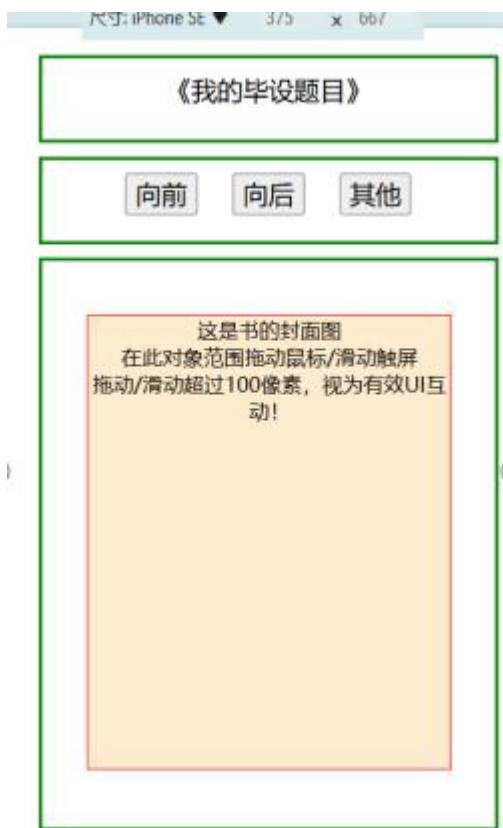 尺寸: iPhone SE ▼ 375 x 667
《我的毕设题目》
向前 向后 其他
这是书的封面图
在此对象范围拖动鼠标/滑动触屏
拖动/滑动超过100像素，视为有效UI互
动！